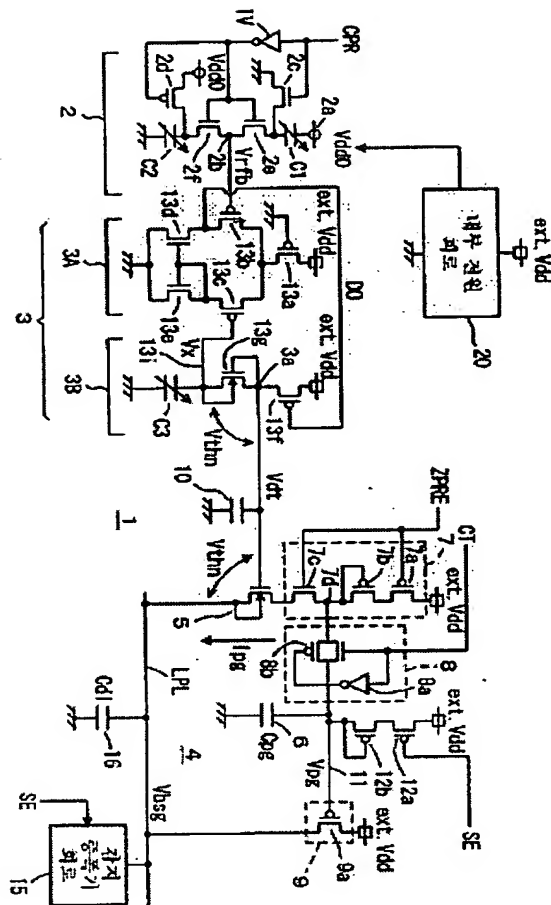 ext. Vdd
내부 전원
회로
20
Vdd0
CPR
1V
2c
2a
C1
2e
Vrfb
2b
2f
2d
Vdd0
C2
2
ext. Vdd
13a
13b
13c
13d
13e
3A
3
DO
ext. Vdd
13f
3a
13g
Vx
13i
Vthn
C3
3B
Vdt
10
1
ZPRE
CT
ext. Vdd
7a
7b
7
7d
7c
Vthn
5
Ipg
8b
8a
8
ext. Vdd
12a
12b
SE
Cpg
6
Vpg
11
ext. Vdd
9a
9
LPL
Cdl
16
4
Vbsg
SE
감지
증폭기
회로
15